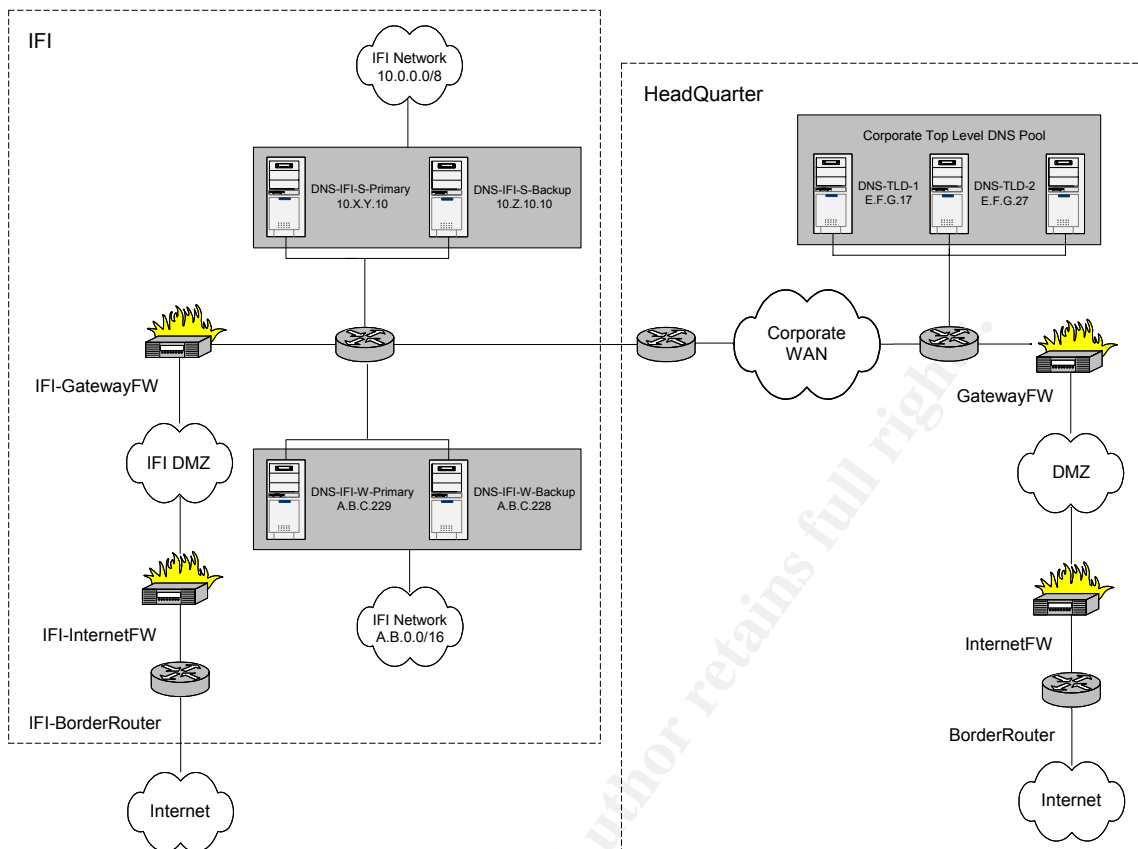 IFI
IFI Network
10.0.0.0/8
DNS-IFI-S-Primary
10.X.Y.10
DNS-IFI-S-Backup
10.Z.10.10
IFI-GatewayFW
IFI DMZ
DNS-IFI-W-Primary
A.B.C.229
DNS-IFI-W-Backup
A.B.C.228
IFI-InternetFW
IFI Network
A.B.0.0/16
IFI-BorderRouter
Internet
HeadQuarter
Corporate Top Level DNS Pool
DNS-TLD-1
E.F.G.17
DNS-TLD-2
E.F.G.27
Corporate
WAN
GatewayFW
DMZ
InternetFW
BorderRouter
Internet
retains full right